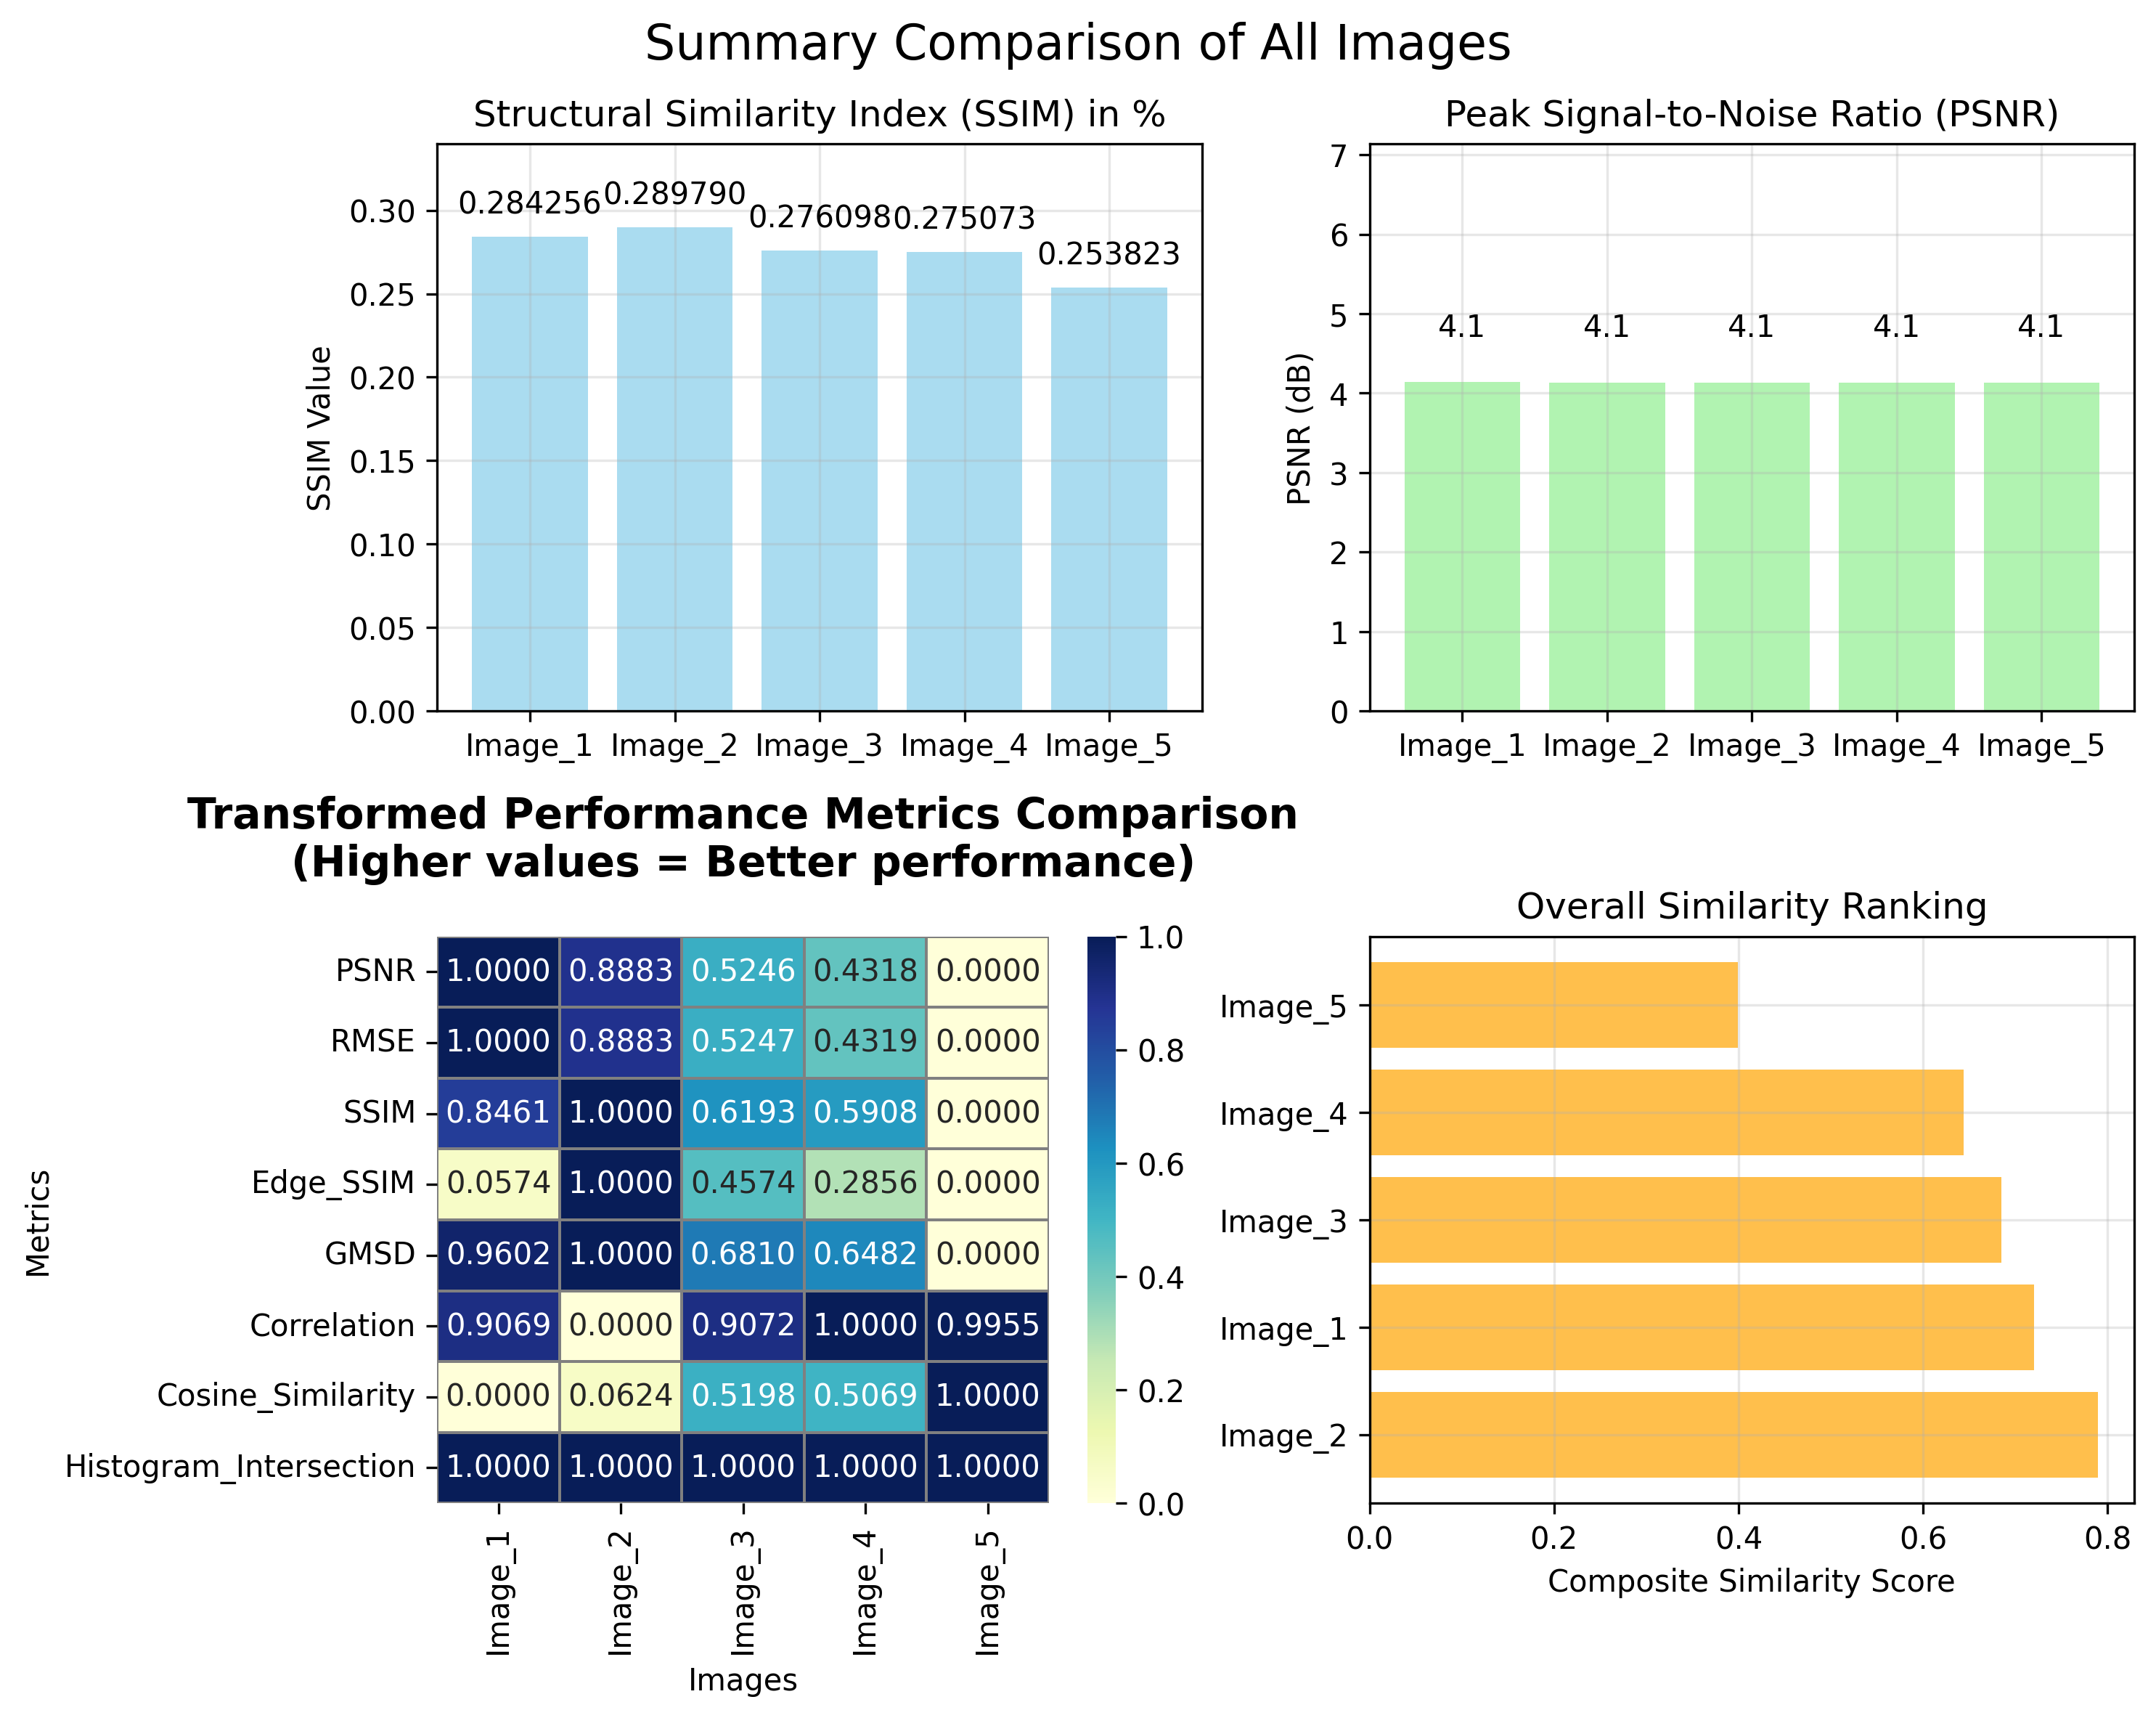 Summary Comparison of All Images
Structural Similarity Index (SSIM) in %
SSIM Value
0.30
0.25
0.20
0.15
0.10
0.05
0.00
0.284256
0.289790
0.276098
0.275073
0.253823
Image_1
Image_2
Image_3
Image_4
Image_5
Peak Signal-to-Noise Ratio (PSNR)
PSNR (dB)
7
6
5
4
3
2
1
0
4.1
4.1
4.1
4.1
4.1
Image_1
Image_2
Image_3
Image_4
Image_5
Transformed Performance Metrics Comparison
(Higher values = Better performance)
Metrics
PSNR 1.0000 0.8883 0.5246 0.4318 0.0000
RMSE 1.0000 0.8883 0.5247 0.4319 0.0000
SSIM 0.8461 1.0000 0.6193 0.5908 0.0000
Edge_SSIM 0.0574 1.0000 0.4574 0.2856 0.0000
GMSD 0.9602 1.0000 0.6810 0.6482 0.0000
Correlation 0.9069 0.0000 0.9072 1.0000 0.9955
Cosine_Similarity 0.0000 0.0624 0.5198 0.5069 1.0000
Histogram_Intersection 1.0000 1.0000 1.0000 1.0000 1.0000
Image_1
Image_2
Image_3
Image_4
Image_5
Images
1.0
0.8
0.6
0.4
0.2
0.0
Overall Similarity Ranking
Image_5
Image_4
Image_3
Image_1
Image_2
0.0
0.2
0.4
0.6
0.8
Composite Similarity Score